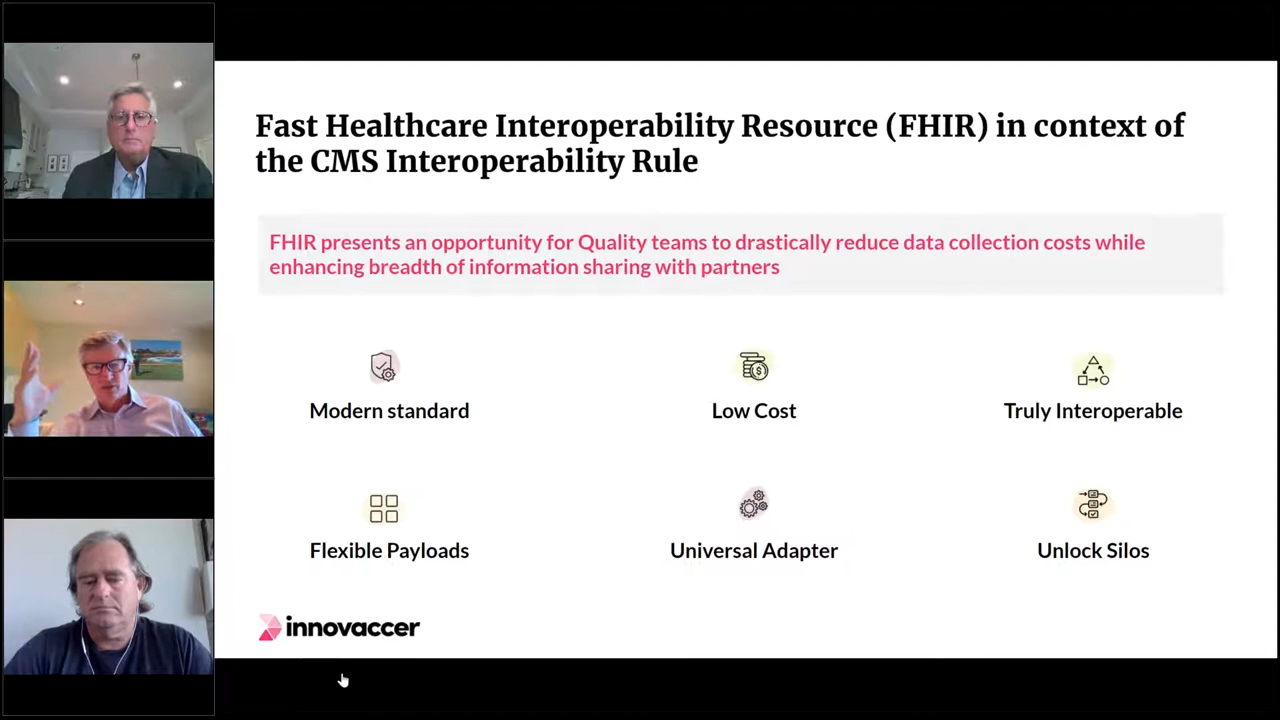 Fast Healthcare Interoperability Resource (FHIR) in context of
the CMS Interoperability Rule
FHIR presents an opportunity for Quality teams to drastically reduce data collection costs while
enhancing breadth of information sharing with partners
Modern standard
Low Cost
Truly Interoperable
Flexible Payloads
Universal Adapter
Unlock Silos
innovaccer